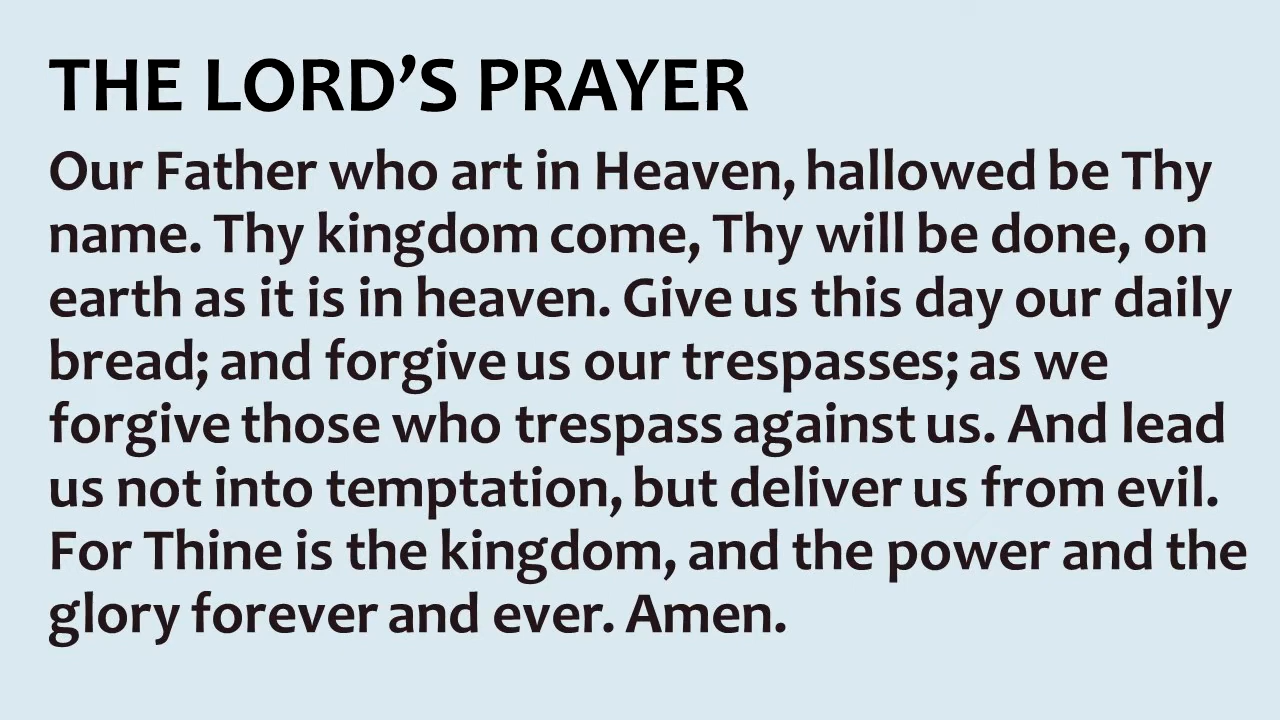 THE LORD’S PRAYER
Our Father who art in Heaven, hallowed be Thy
name. Thy kingdom come, Thy will be done, on
earth as it is in heaven. Give us this day our daily
bread; and forgive us our trespasses; as we
forgive those who trespass against us. And lead
us not into temptation, but deliver us from evil.
For Thine is the kingdom, and the power and the
glory forever and ever. Amen.